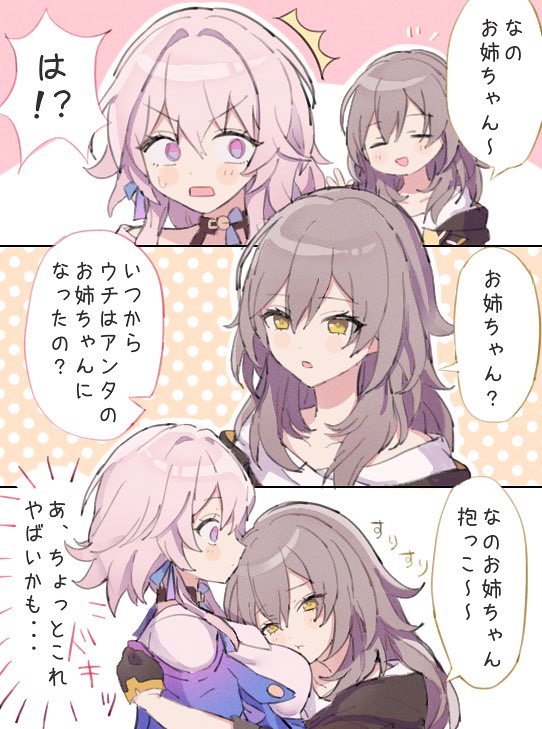 なの
お姉ちゃん～
は！？
お姉ちゃん？
いつから
ウチはアンタの
お姉ちゃんに
なったの？
なのお姉ちゃん
抱っこ～～
すりすり
あ、ちょっとこれ
やばいかも・・・
ドキッ